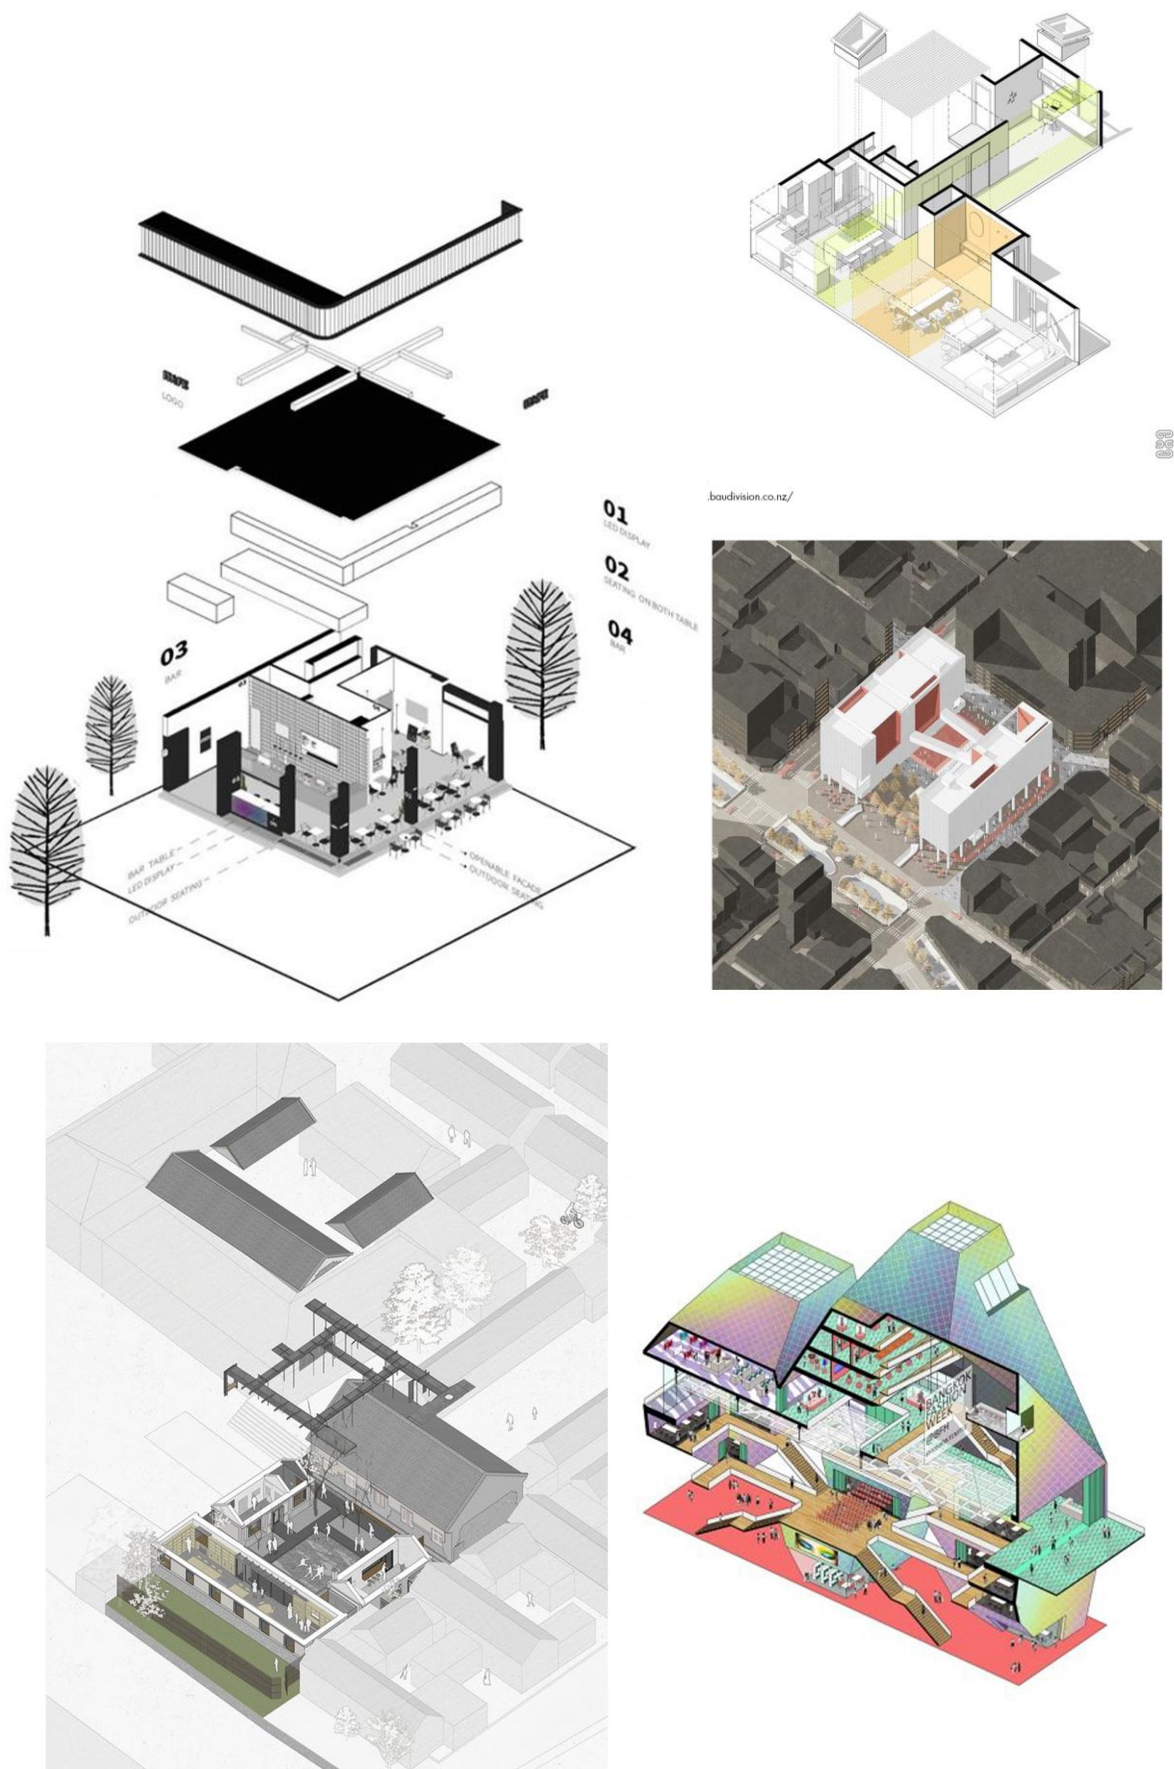 LOGO
.baudivision.co.nz/
01
LED DISPLAY
02
SEATING ON BOTH TABLE
04
BAR
03
BAR
BAR TABLE
LED DISPLAY
OUTDOOR SEATING
OPENABLE FACADE
OUTDOOR SEATING
BANGKOK
FASHION
WEEK